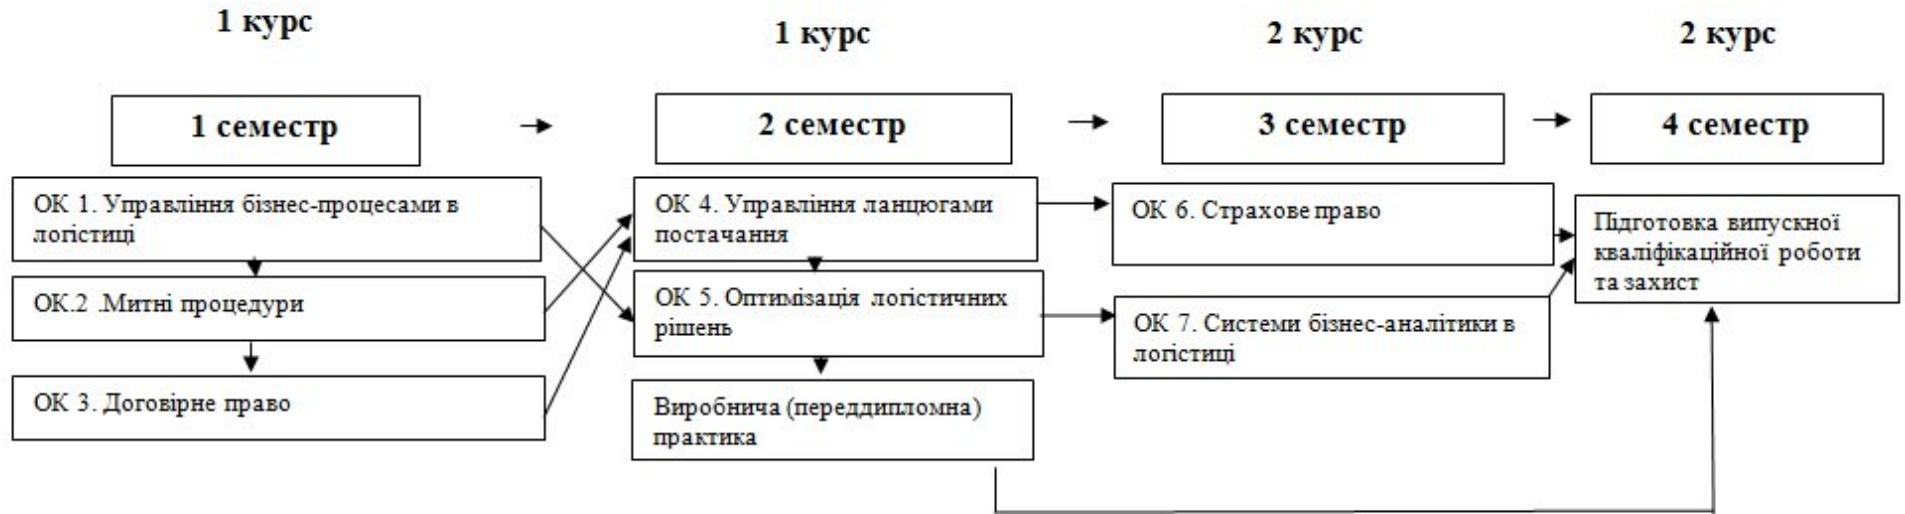 1 курс
1 курс
2 курс
2 курс
1 семестр
2 семестр
3 семестр
4 семестр
ОК 1. Управління бізнес-процесами в
логістиці
ОК.2 .Митні процедури
ОК 3. Договірне право
ОК 4. Управління ланцюгами
постачання
ОК 5. Оптимізація логістичних
рішень
Виробнича (переддипломна)
практика
ОК 6. Страхове право
ОК 7. Системи бізнес-аналітики в
логістиці
Підготовка випускної
кваліфікаційної роботи
та захист